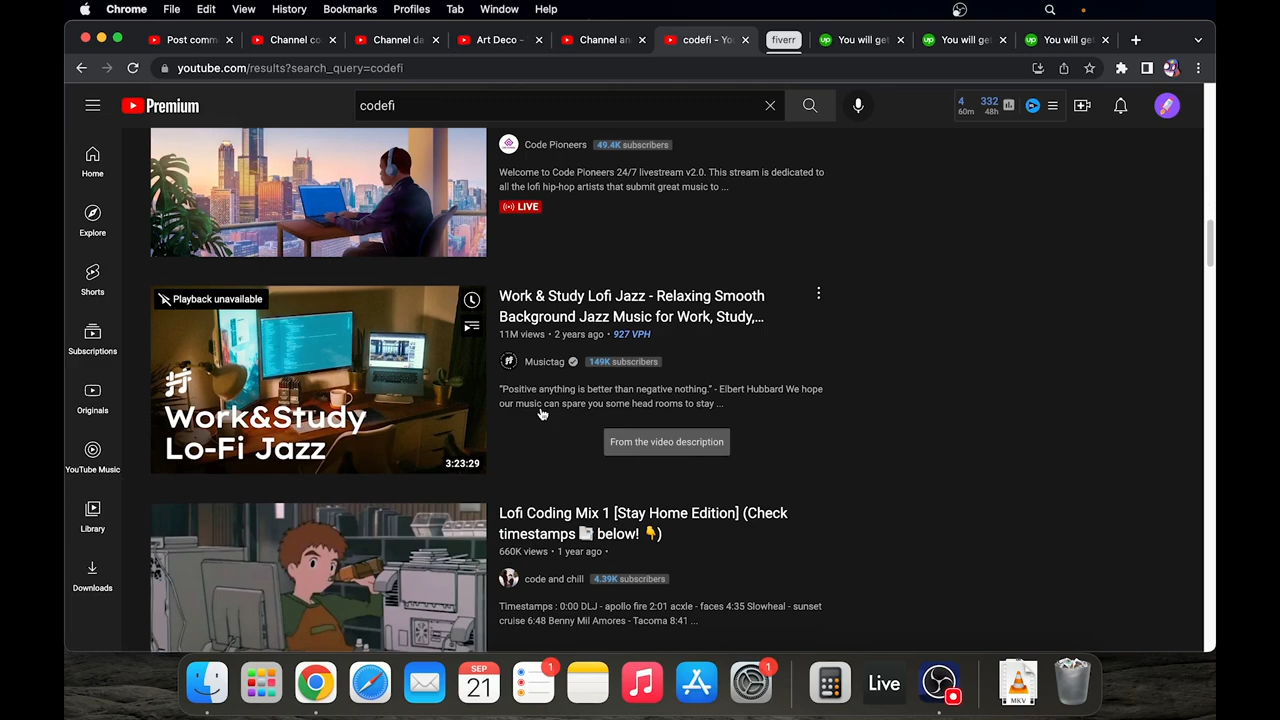 Chrome File Edit View History Bookmarks Profiles Tab Window Help
Post comm
Channel co
Channel da
Art Deco –
Channel an
codefi - Yo
fiverr
You will get
You will get
You will get
youtube.com/results?search_query=codefi
Premium
codefi
4 60m 332 48h
Home
Explore
Shorts
Subscriptions
Originals
YouTube Music
Library
Downloads
Code Pioneers 49.4K subscribers
Welcome to Code Pioneers 24/7 livestream v2.0. This stream is dedicated to
all the lofi hip-hop artists that submit great music to ...
LIVE
Playback unavailable
Work&Study
Lo-Fi Jazz
3:23:29
Work & Study Lofi Jazz - Relaxing Smooth
Background Jazz Music for Work, Study,...
11M views • 2 years ago • 927 VPH
Musictag 149K subscribers
"Positive anything is better than negative nothing." - Elbert Hubbard We hope
our music can spare you some head rooms to stay ...
From the video description
Lofi Coding Mix 1 [Stay Home Edition] (Check
timestamps 📑 below! 👇)
660K views • 1 year ago •
code and chill 4.39K subscribers
Timestamps : 0:00 DLJ - apollo fire 2:01 acxle - faces 4:35 Slowheal - sunset
cruise 6:48 Benny Mil Amores - Tacoma 8:41 ...
SEP
21
1
1
Live
MKV